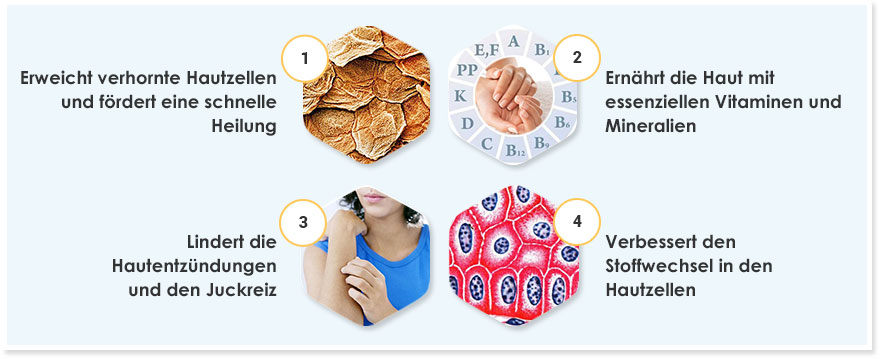 1
Erweicht verhornte Hautzellen
und fördert eine schnelle
Heilung
2
Ernährt die Haut mit
essenziellen Vitaminen und
Mineralien
E,F
A
B1
PP
K
B5
D
B6
C
B12
B9
3
Lindert die
Hautentzündungen
und den Juckreiz
4
Verbessert den
Stoffwechsel in den
Hautzellen